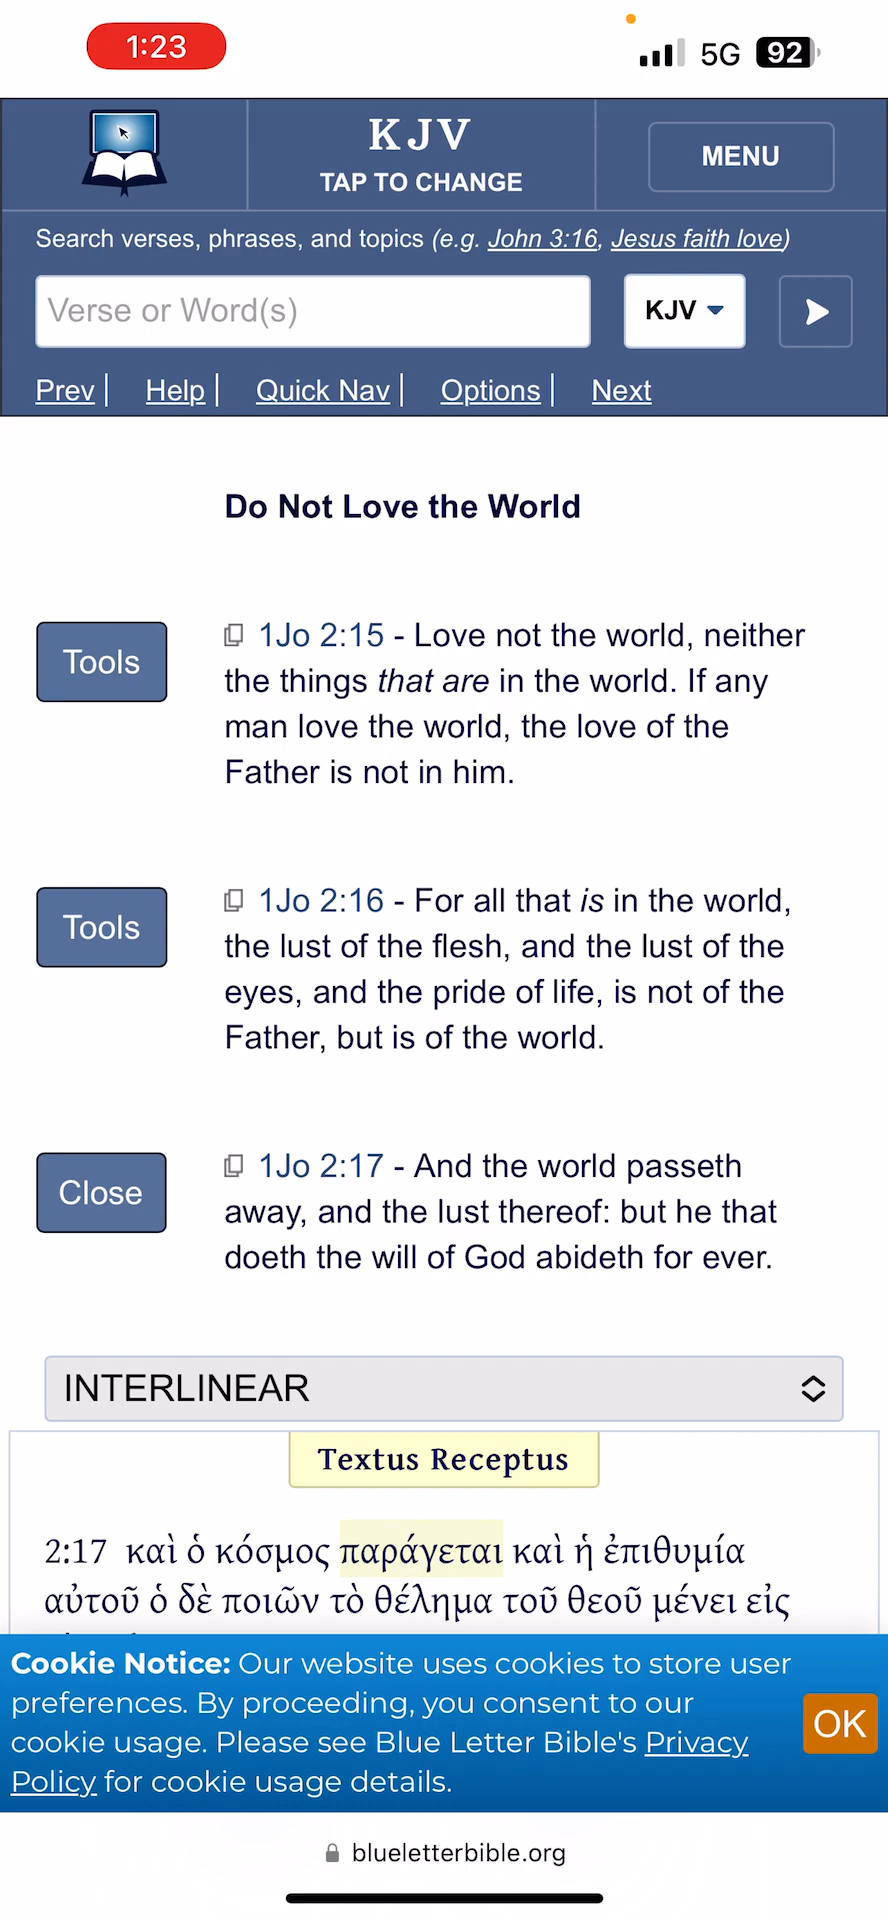 1:23
5G 92
KJV
TAP TO CHANGE
MENU
Search verses, phrases, and topics (e.g. John 3:16, Jesus faith love)
Verse or Word(s)
KJV
Prev | Help | Quick Nav | Options | Next
Do Not Love the World
Tools
1Jo 2:15 - Love not the world, neither
the things that are in the world. If any
man love the world, the love of the
Father is not in him.
Tools
1Jo 2:16 - For all that is in the world,
the lust of the flesh, and the lust of the
eyes, and the pride of life, is not of the
Father, but is of the world.
Close
1Jo 2:17 - And the world passeth
away, and the lust thereof: but he that
doeth the will of God abideth for ever.
INTERLINEAR
Textus Receptus
2:17 καὶ ὁ κόσμος παράγεται καὶ ἡ ἐπιθυμία
αὐτοῦ ὁ δὲ ποιῶν τὸ θέλημα τοῦ θεοῦ μένει εἰς
Cookie Notice: Our website uses cookies to store user
preferences. By proceeding, you consent to our
cookie usage. Please see Blue Letter Bible's Privacy
Policy for cookie usage details.
OK
blueletterbible.org